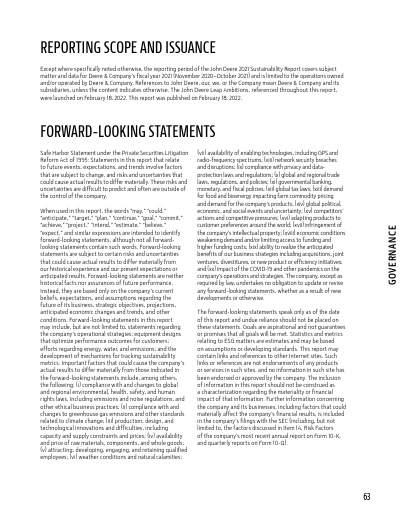 REPORTING SCOPE AND ISSUANCE
Except where specifically noted otherwise, the reporting period of the John Deere 2021 Sustainability Report covers subject
matter and data for Deere & Company's fiscal year 2021 (November 2020–October 2021) and is limited to the operations owned
and/or operated by Deere & Company. References to John Deere, our, we, or the Company mean Deere & Company and its
subsidiaries, unless the content indicates otherwise. The John Deere Leap Ambitions, referenced throughout this report,
were launched on February 18, 2022. This report was published on February 18, 2022.
FORWARD-LOOKING STATEMENTS
Safe Harbor Statement under the Private Securities Litigation
Reform Act of 1995: Statements in this report that relate
to future events, expectations, and trends involve factors
that are subject to change, and risks and uncertainties that
could cause actual results to differ materially. These risks and
uncertainties are difficult to predict and often are outside of
the control of the company.
When used in this report, the words "may," "could,"
"anticipate," "target," "plan," "continue," "goal," "commit,"
"achieve," "project," "intend," "estimate," "believe,"
"expect," and similar expressions are intended to identify
forward-looking statements, although not all forward-
looking statements contain such words. Forward-looking
statements are subject to certain risks and uncertainties
that could cause actual results to differ materially from
our historical experience and our present expectations or
anticipated results. Forward-looking statements are neither
historical facts nor assurances of future performance.
Instead, they are based only on the company's current
beliefs, expectations, and assumptions regarding the
future of its business, strategic objectives, projections,
anticipated economic changes and trends, and other
conditions. Forward-looking statements in this report
may include, but are not limited to, statements regarding
the company's operational strategies; equipment designs
that optimize performance outcomes for customers;
efforts regarding energy, water, and emissions; and the
development of mechanisms for tracking sustainability
metrics. Important factors that could cause the company's
actual results to differ materially from those indicated in
the forward-looking statements include, among others,
the following: (i) compliance with and changes to global
and regional environmental, health, safety, and human
rights laws, including emissions and noise regulations, and
other ethical business practices; (ii) compliance with and
changes to greenhouse gas emissions and other standards
related to climate change; (iii) production, design, and
technological innovations and difficulties, including
capacity and supply constraints and prices; (iv) availability
and price of raw materials, components, and whole goods;
(v) attracting, developing, engaging, and retaining qualified
employees; (vi) weather conditions and natural calamities;
(vii) availability of enabling technologies, including GPS and
radio-frequency spectrums; (viii) network security breaches
and disruptions; (ix) compliance with privacy and data-
protection laws and regulations; (x) global and regional trade
laws, regulations, and policies; (xi) governmental banking,
monetary, and fiscal policies; (xii) global tax laws; (xiii) demand
for food and bioenergy impacting farm commodity pricing
and demand for the company's products; (xiv) global political,
economic, and social events and uncertainty; (xv) competitors'
actions and competitive pressures; (xvi) adapting products to
customer preferences around the world; (xvii) infringement of
the company's intellectual property; (xviii) economic conditions
weakening demand and/or limiting access to funding and
higher funding costs; (xix) ability to realize the anticipated
benefits of our business strategies including acquisitions, joint
ventures, divestitures, or new product or efficiency initiatives;
and (xx) impact of the COVID-19 and other pandemics on the
company's operations and strategies. The company, except as
required by law, undertakes no obligation to update or revise
any forward-looking statements, whether as a result of new
developments or otherwise.
The forward-looking statements speak only as of the date
of this report and undue reliance should not be placed on
these statements. Goals are aspirational and not guarantees
or promises that all goals will be met. Statistics and metrics
relating to ESG matters are estimates and may be based
on assumptions or developing standards. This report may
contain links and references to other internet sites. Such
links or references are not endorsements of any products
or services in such sites, and no information in such site has
been endorsed or approved by the company. The inclusion
of information in this report should not be construed as
a characterization regarding the materiality or financial
impact of that information. Further information concerning
the company and its businesses, including factors that could
materially affect the company's financial results, is included
in the company's filings with the SEC (including, but not
limited to, the factors discussed in Item 1A. Risk Factors
of the company's most recent annual report on Form 10-K,
and quarterly reports on Form 10-Q).
GOVERNANCE
63